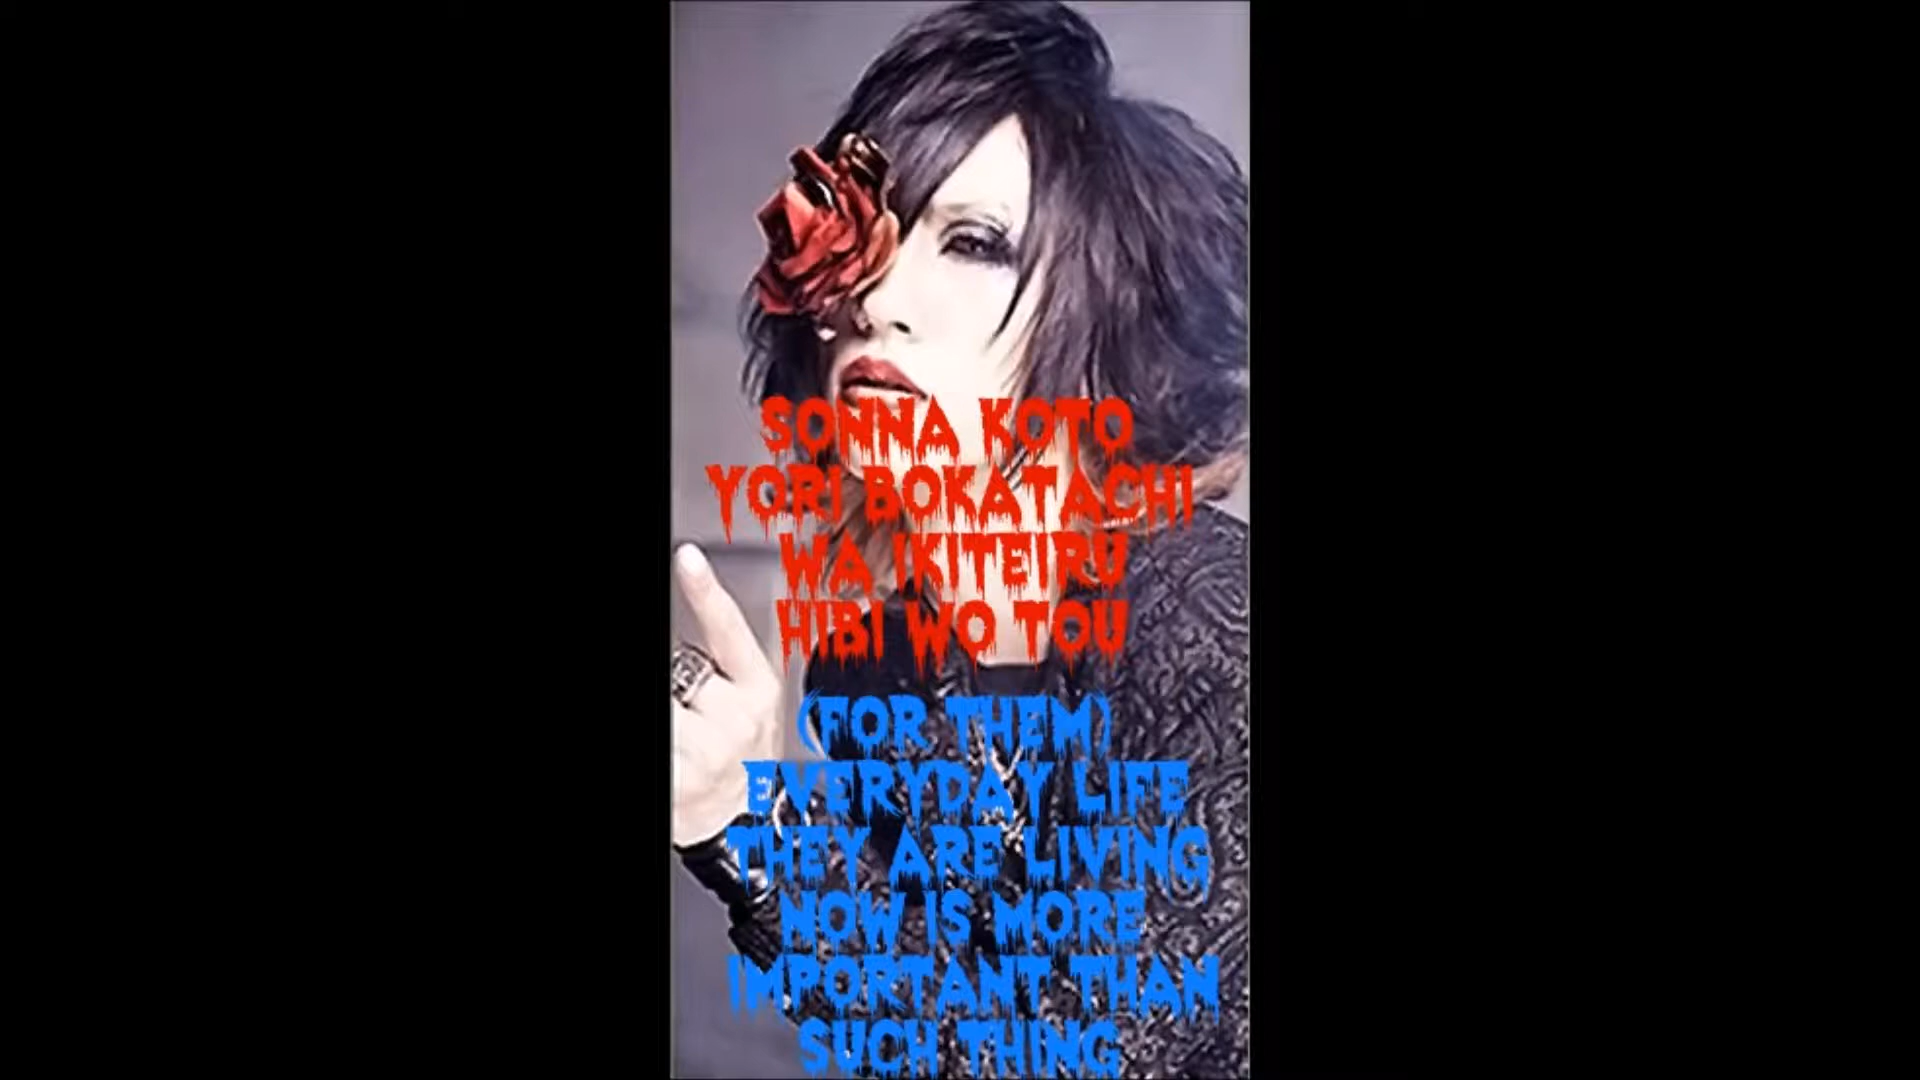 SONNA KOTO
YORI BOKATACHI
WA IKITEIRU
HIBI WO TOU
(FOR THEM)
EVERYDAY LIFE
THEY ARE LIVING
NOW IS MORE
IMPORTANT THAN
SUCH THING